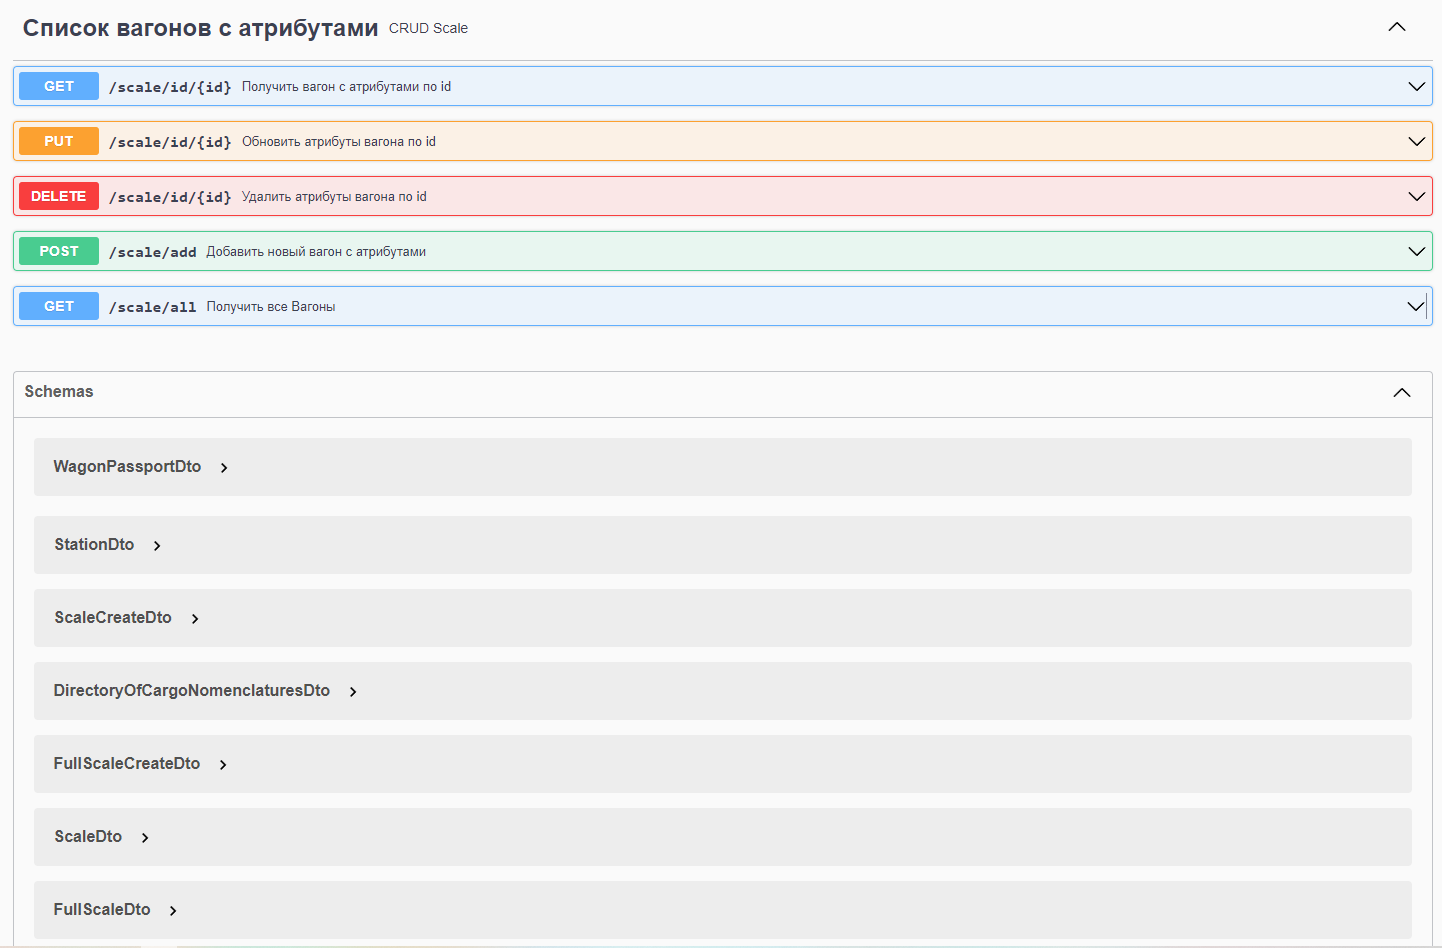 Список вагонов с атрибутами CRUD Scale
GET /scale/id/{id} Получить вагон с атрибутами по id
PUT /scale/id/{id} Обновить атрибуты вагона по id
DELETE /scale/id/{id} Удалить атрибуты вагона по id
POST /scale/add Добавить новый вагон с атрибутами
GET /scale/all Получить все Вагоны
Schemas
WagonPassportDto
StationDto
ScaleCreateDto
DirectoryOfCargoNomenclaturesDto
FullScaleCreateDto
ScaleDto
FullScaleDto